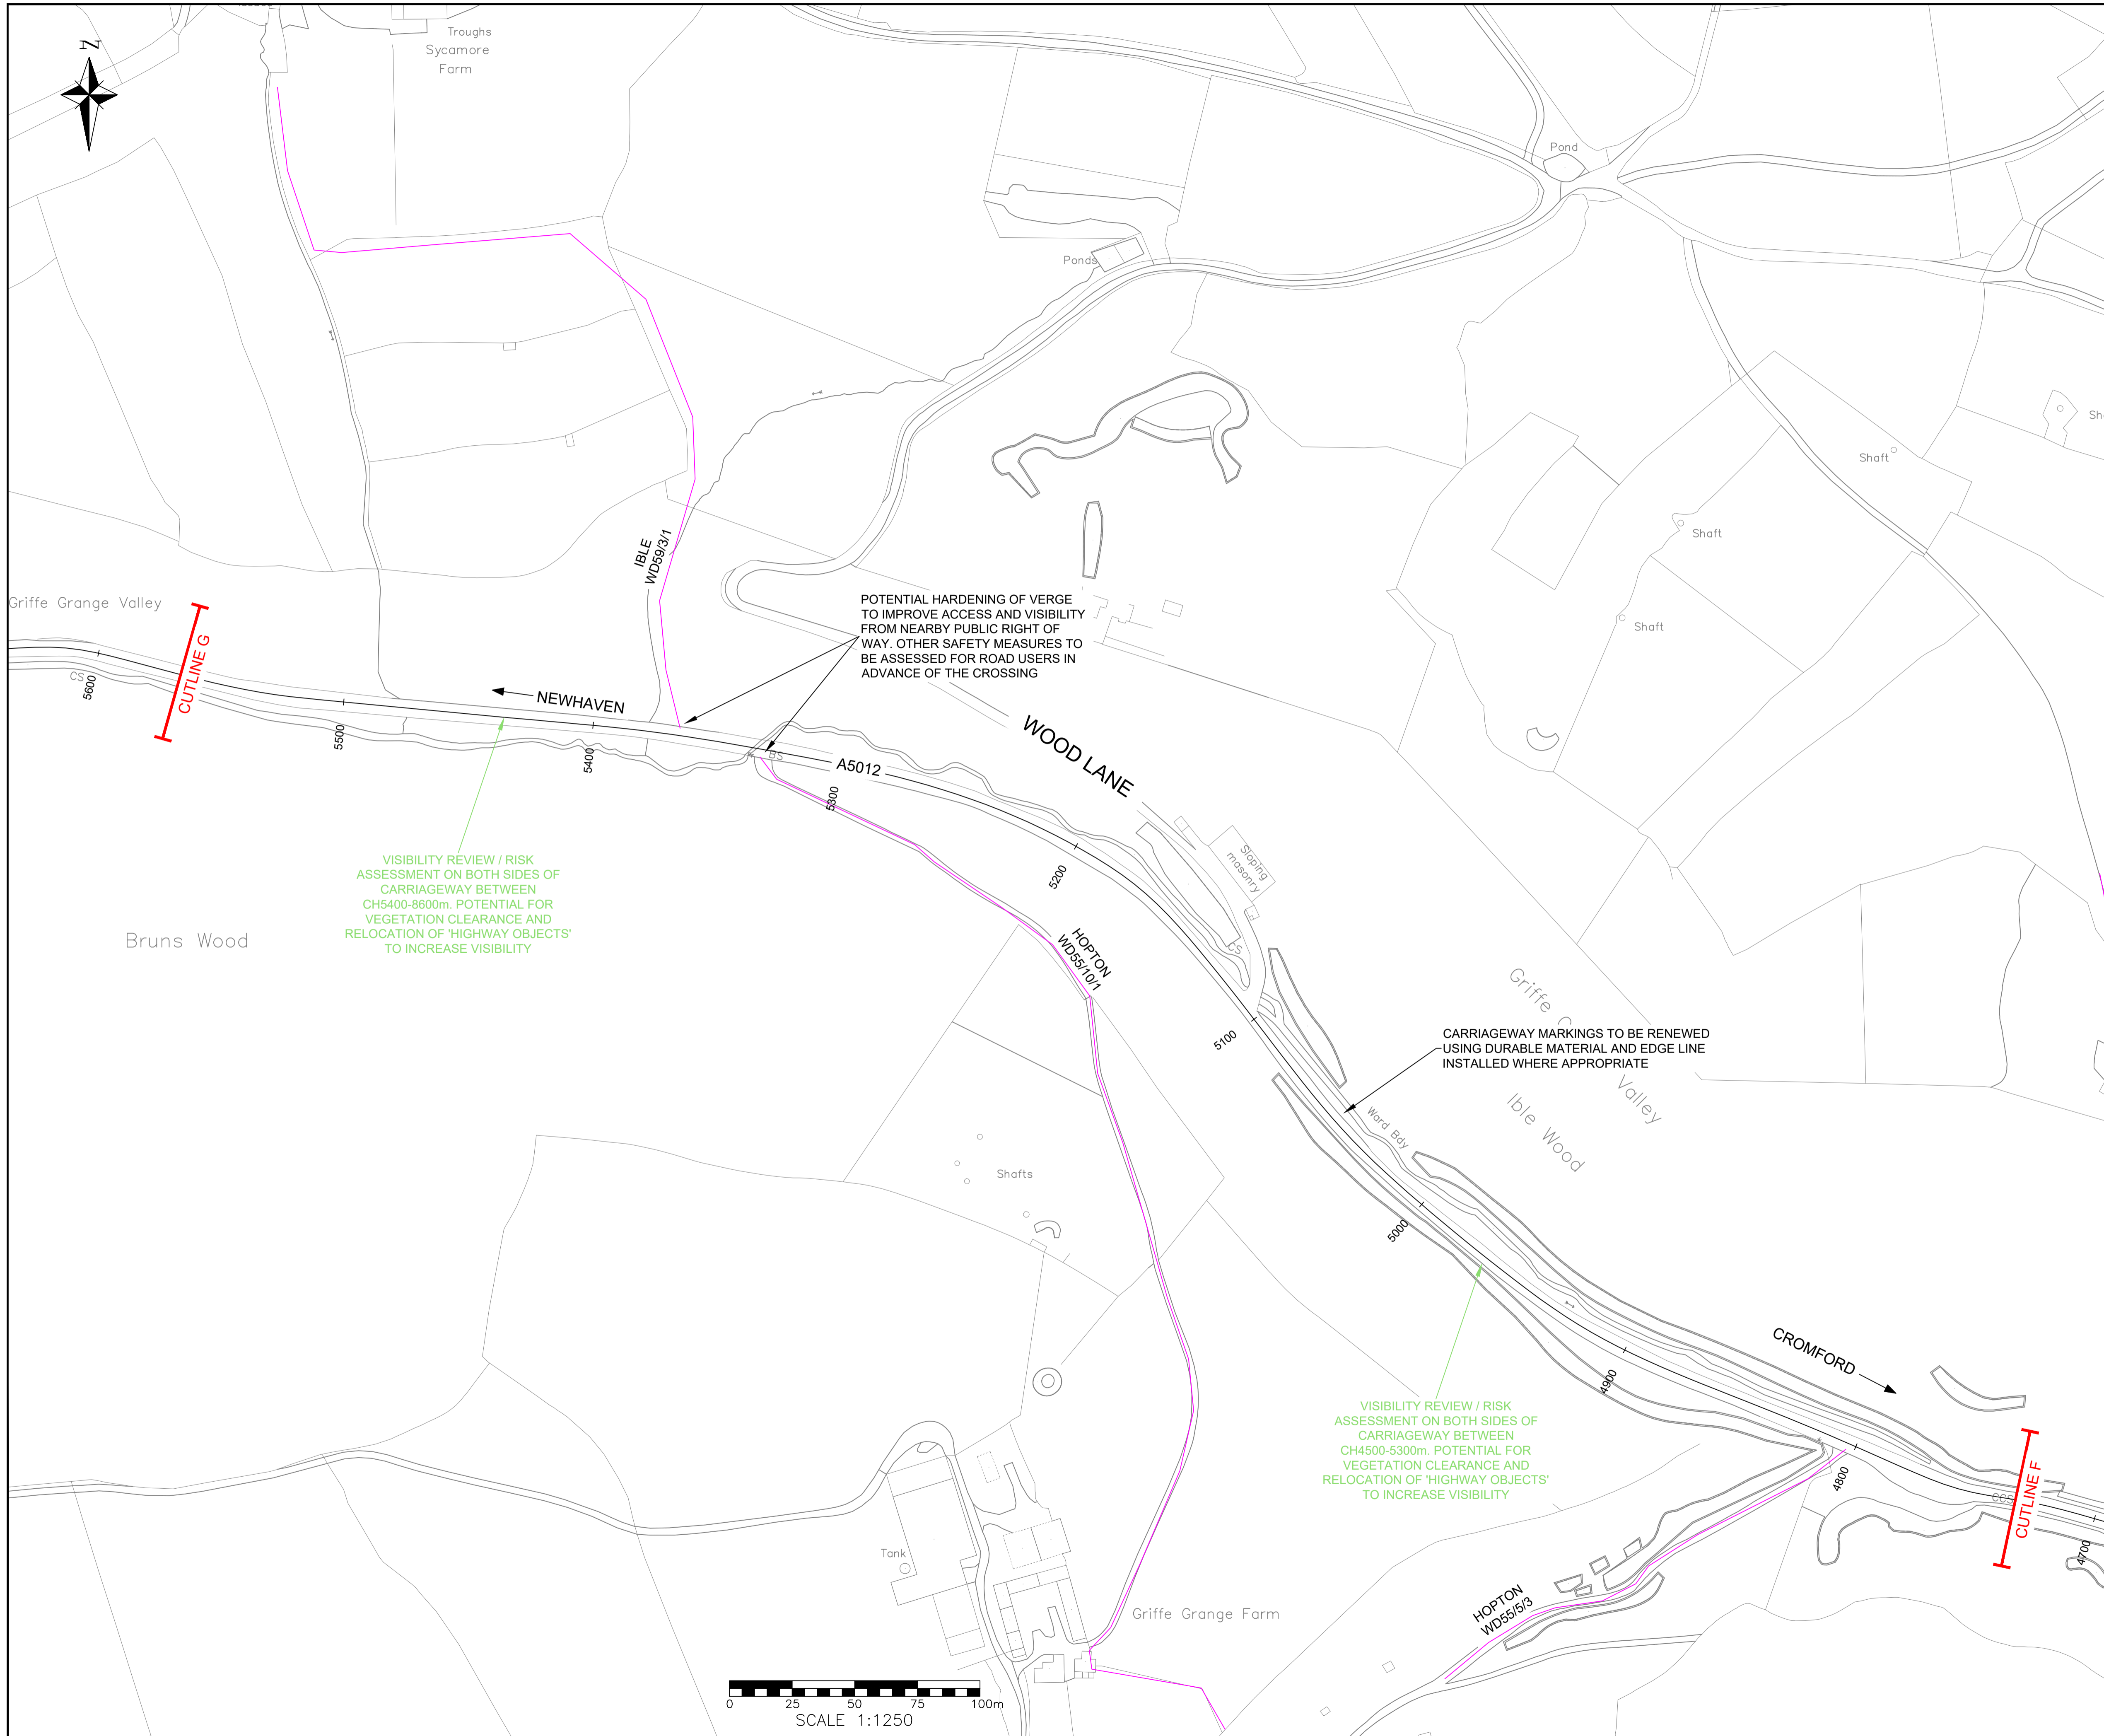 N
Troughs
Sycamore
Farm
Pond
Ponds
Shaft
Shaft
Shaft
IBLE
WD59/3/1
Griffe Grange Valley
CUTLINE G
CS
5600
5500
5400
NEWHAVEN
POTENTIAL HARDENING OF VERGE
TO IMPROVE ACCESS AND VISIBILITY
FROM NEARBY PUBLIC RIGHT OF
WAY. OTHER SAFETY MEASURES TO
BE ASSESSED FOR ROAD USERS IN
ADVANCE OF THE CROSSING
BS
A5012
5300
WOOD LANE
5200
Sloping
masonry
CS
VISIBILITY REVIEW / RISK
ASSESSMENT ON BOTH SIDES OF
CARRIAGEWAY BETWEEN
CH5400-8600m. POTENTIAL FOR
VEGETATION CLEARANCE AND
RELOCATION OF 'HIGHWAY OBJECTS'
TO INCREASE VISIBILITY
Bruns Wood
HOPTON
WD55/10/1
5100
Griffe
Valley
CARRIAGEWAY MARKINGS TO BE RENEWED
USING DURABLE MATERIAL AND EDGE LINE
INSTALLED WHERE APPROPRIATE
Ward Bdy
Ible Wood
Shafts
5000
4900
CROMFORD
VISIBILITY REVIEW / RISK
ASSESSMENT ON BOTH SIDES OF
CARRIAGEWAY BETWEEN
CH4500-5300m. POTENTIAL FOR
VEGETATION CLEARANCE AND
RELOCATION OF 'HIGHWAY OBJECTS'
TO INCREASE VISIBILITY
4800
CUTLINE F
4700
Tank
Griffe Grange Farm
HOPTON
WD55/5/3
0 25 50 75 100m
SCALE 1:1250